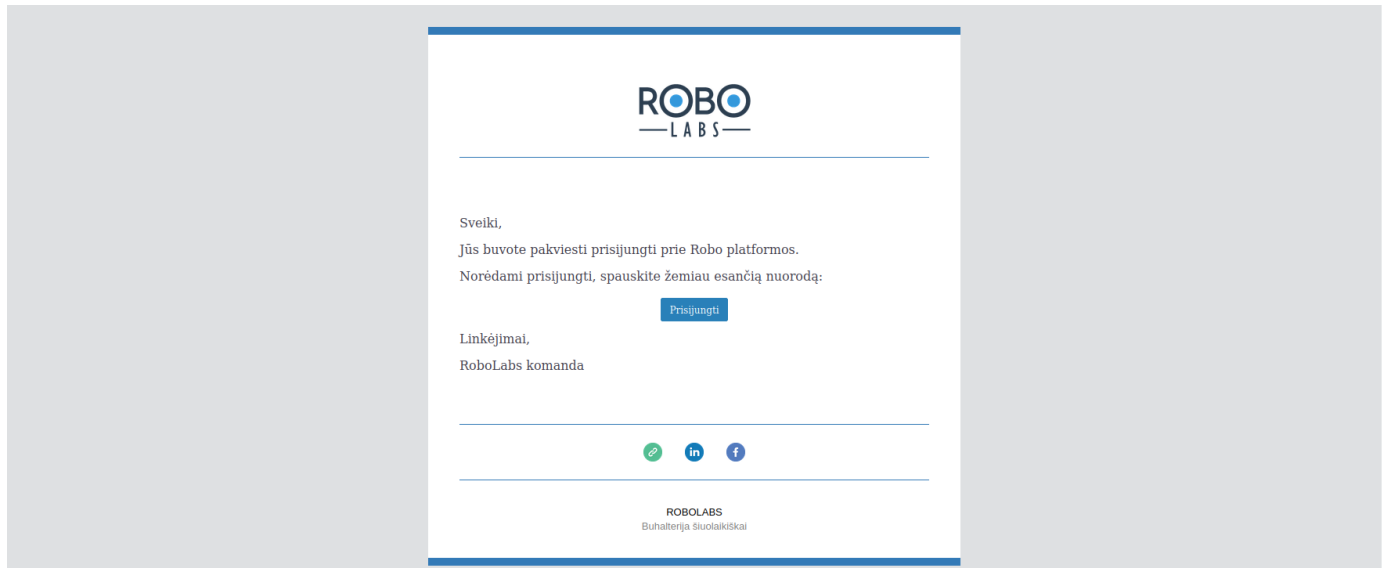 ROBO
LABS
Sveiki,
Jūs buvote pakviesti prisijungti prie Robo platformos.
Norėdami prisijungti, spauskite žemiau esančią nuorodą:
Prisijungti
Linkėjimai,
RoboLabs komanda
in
f
ROBOLABS
Buhalterija šiuolaikiškai